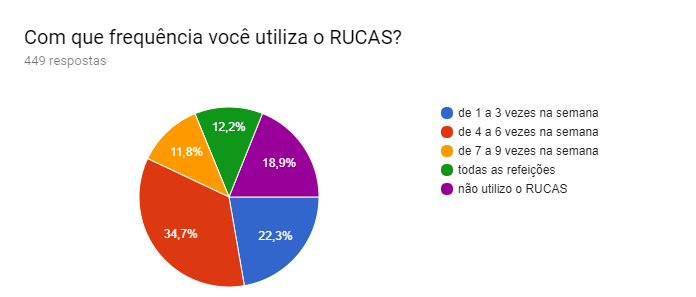 Com que frequência você utiliza o RUCAS?
449 respostas
12,2%
11,8%
18,9%
34,7%
22,3%
de 1 a 3 vezes na semana
de 4 a 6 vezes na semana
de 7 a 9 vezes na semana
todas as refeições
não utilizo o RUCAS